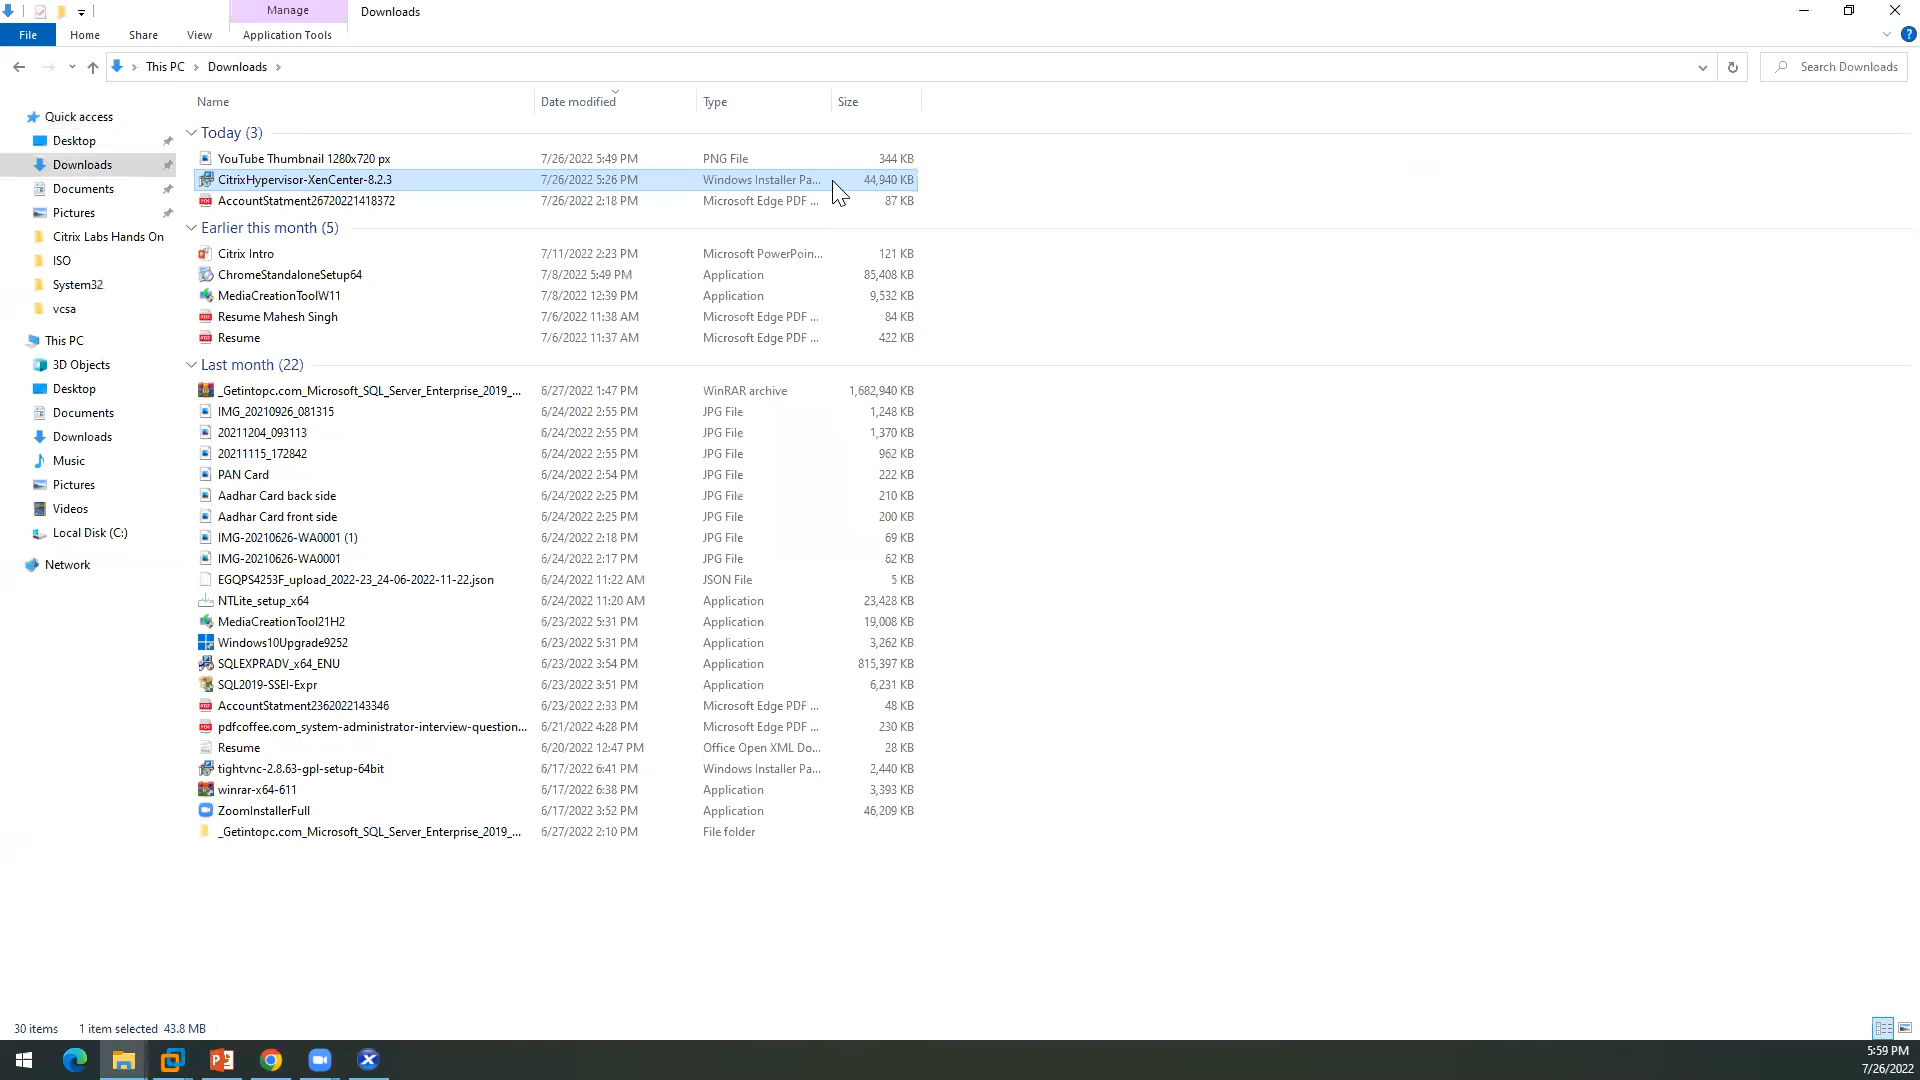 Manage Downloads
File Home Share View Application Tools
This PC Downloads Search Downloads
Name Date modified Type Size
Quick access
Desktop
Downloads
Documents
Pictures
Citrix Labs Hands On
ISO
System32
vcsa
This PC
3D Objects
Desktop
Documents
Downloads
Music
Pictures
Videos
Local Disk (C:)
Network
Today (3)
YouTube Thumbnail 1280x720 px 7/26/2022 5:49 PM PNG File 344 KB
CitrixHypervisor-XenCenter-8.2.3 7/26/2022 5:26 PM Windows Installer Pa... 44,940 KB
AccountStatment26720221418372 7/26/2022 2:18 PM Microsoft Edge PDF ... 87 KB
Earlier this month (5)
Citrix Intro 7/11/2022 2:23 PM Microsoft PowerPoin... 121 KB
ChromeStandaloneSetup64 7/8/2022 5:49 PM Application 85,408 KB
MediaCreationToolW11 7/8/2022 12:39 PM Application 9,532 KB
Resume Mahesh Singh 7/6/2022 11:38 AM Microsoft Edge PDF ... 84 KB
Resume 7/6/2022 11:37 AM Microsoft Edge PDF ... 422 KB
Last month (22)
_Getintopc.com_Microsoft_SQL_Server_Enterprise_2019_... 6/27/2022 1:47 PM WinRAR archive 1,682,940 KB
IMG_20210926_081315 6/24/2022 2:55 PM JPG File 1,248 KB
20211204_093113 6/24/2022 2:55 PM JPG File 1,370 KB
20211115_172842 6/24/2022 2:55 PM JPG File 962 KB
PAN Card 6/24/2022 2:54 PM JPG File 222 KB
Aadhar Card back side 6/24/2022 2:25 PM JPG File 210 KB
Aadhar Card front side 6/24/2022 2:25 PM JPG File 200 KB
IMG-20210626-WA0001 (1) 6/24/2022 2:18 PM JPG File 69 KB
IMG-20210626-WA0001 6/24/2022 2:17 PM JPG File 62 KB
EGQPS4253F_upload_2022-23_24-06-2022-11-22.json 6/24/2022 11:22 AM JSON File 5 KB
NTLite_setup_x64 6/24/2022 11:20 AM Application 23,428 KB
MediaCreationTool21H2 6/23/2022 5:31 PM Application 19,008 KB
Windows10Upgrade9252 6/23/2022 5:31 PM Application 3,262 KB
SQLEXPRADV_x64_ENU 6/23/2022 3:54 PM Application 815,397 KB
SQL2019-SSEI-Expr 6/23/2022 3:51 PM Application 6,231 KB
AccountStatment2362022143346 6/23/2022 2:33 PM Microsoft Edge PDF ... 48 KB
pdfcoffee.com_system-administrator-interview-question... 6/21/2022 4:28 PM Microsoft Edge PDF ... 230 KB
Resume 6/20/2022 12:47 PM Office Open XML Do... 28 KB
tightvnc-2.8.63-gpl-setup-64bit 6/17/2022 6:41 PM Windows Installer Pa... 2,440 KB
winrar-x64-611 6/17/2022 6:38 PM Application 3,393 KB
ZoomInstallerFull 6/17/2022 3:52 PM Application 46,209 KB
_Getintopc.com_Microsoft_SQL_Server_Enterprise_2019_... 6/27/2022 2:10 PM File folder
30 items 1 item selected 43.8 MB
5:59 PM
7/26/2022